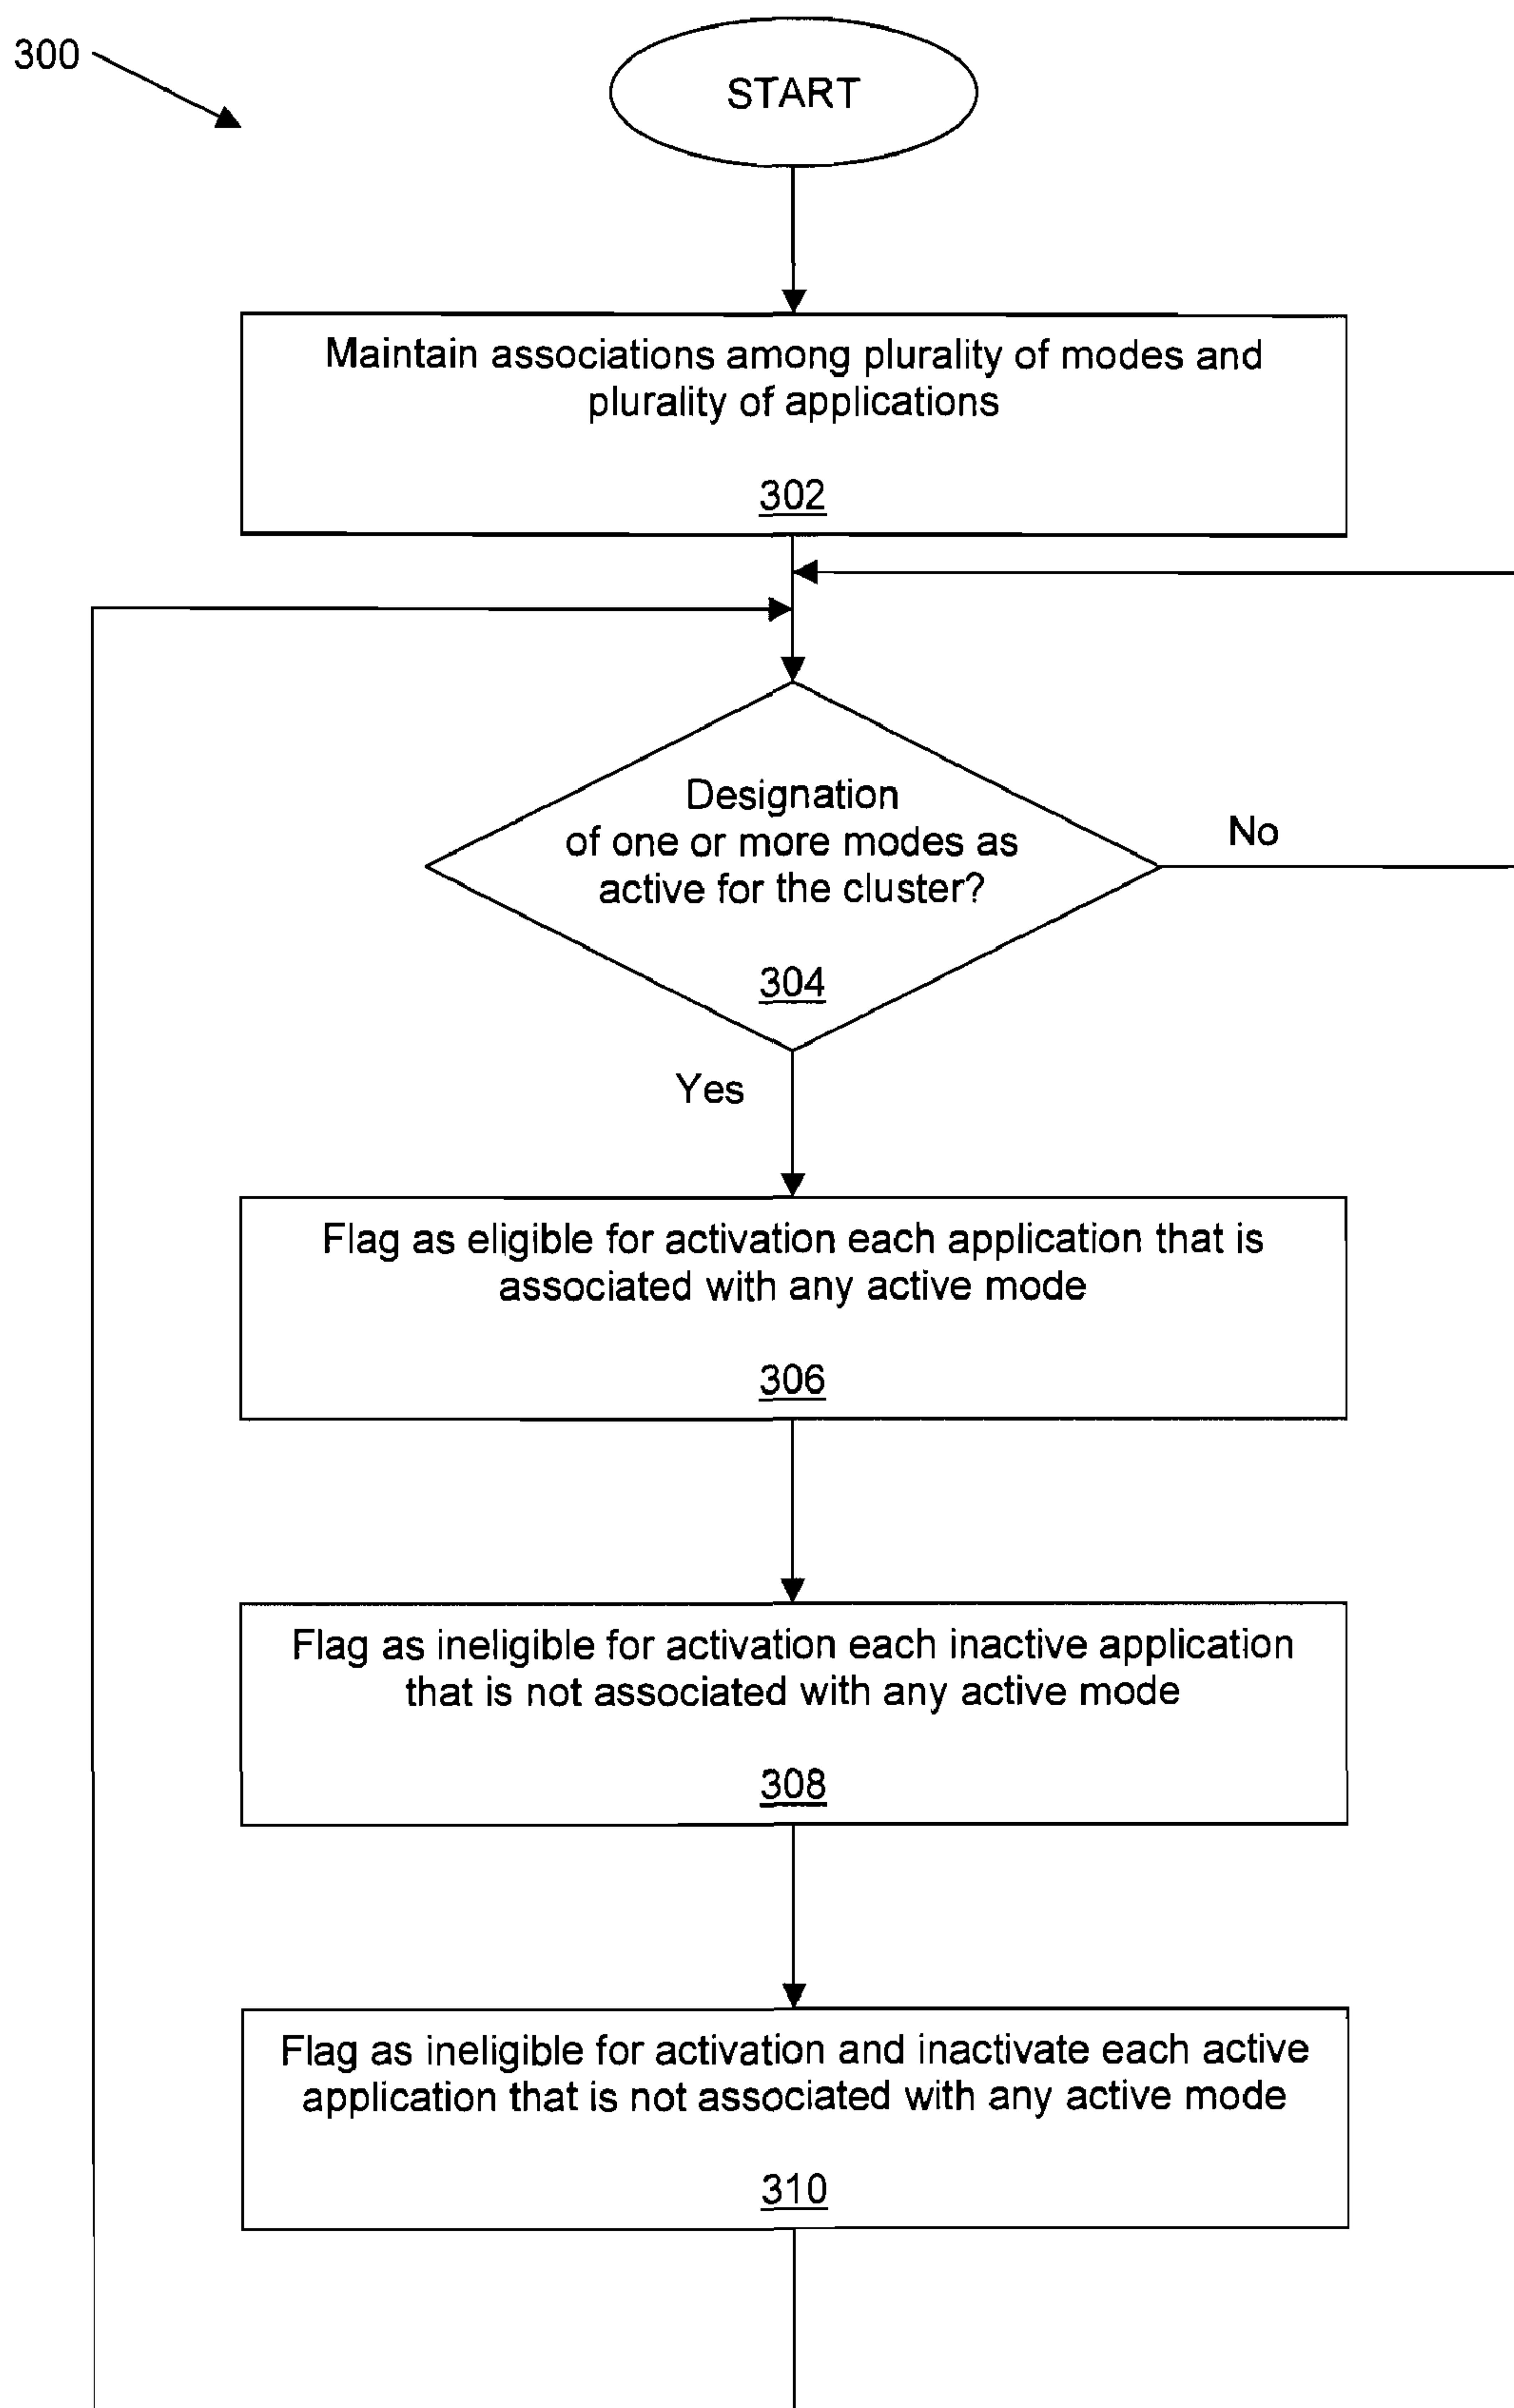 300
START
Maintain associations among plurality of modes and
plurality of applications
302
Designation
of one or more modes as
active for the cluster?
304
No
Yes
Flag as eligible for activation each application that is
associated with any active mode
306
Flag as ineligible for activation each inactive application
that is not associated with any active mode
308
Flag as ineligible for activation and inactivate each active
application that is not associated with any active mode
310